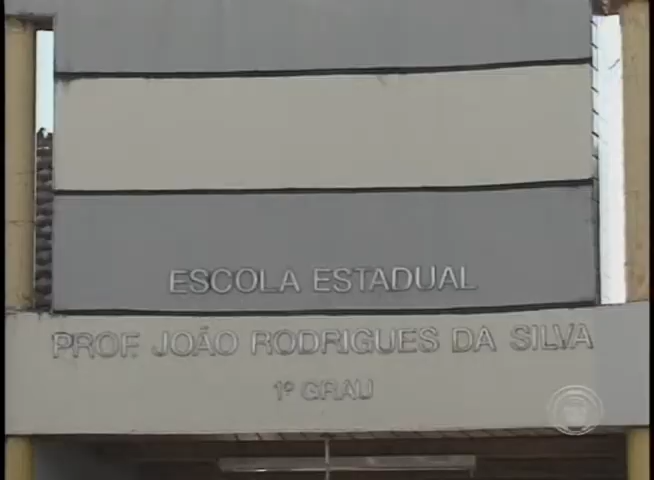 ESCOLA ESTADUAL
PROF. JOÃO RODRIGUES DA SILVA
1º GRAU